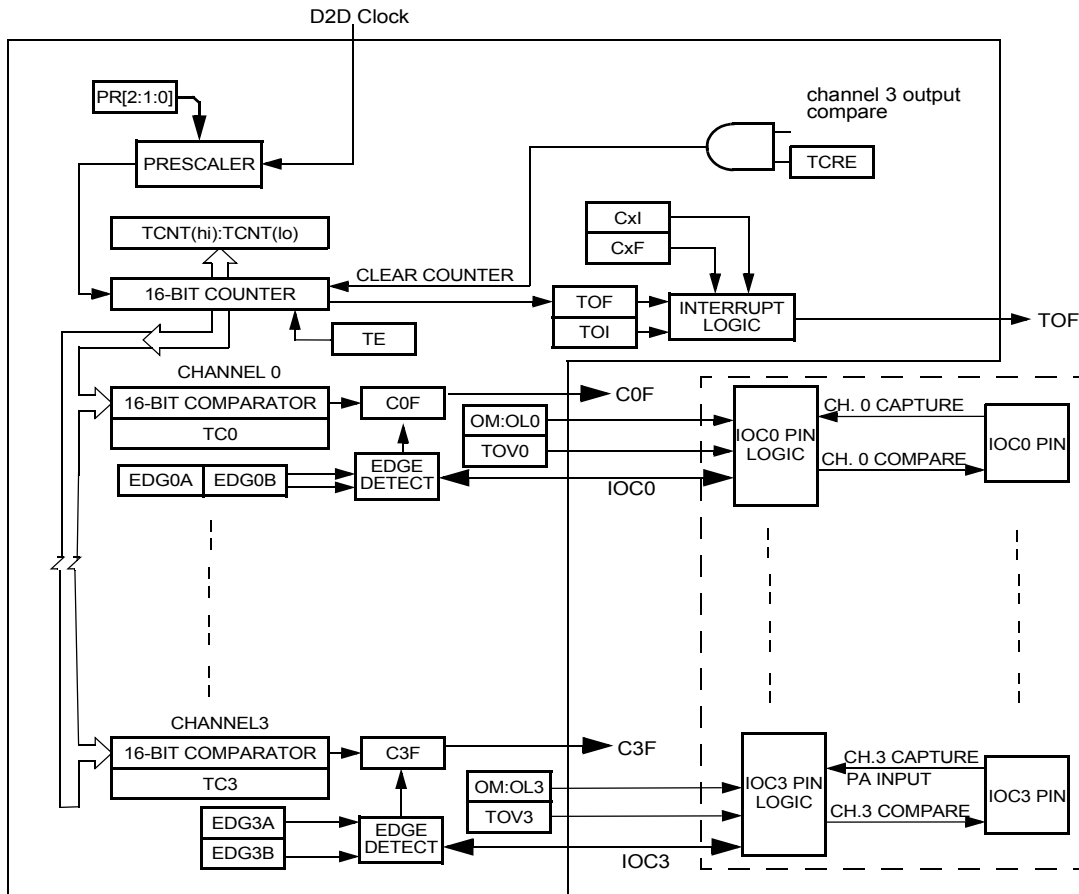 D2D Clock
PR[2:1:0]
PRESCALER
channel 3 output
compare
TCRE
TCNT(hi):TCNT(lo)
CxI
CxF
CLEAR COUNTER
16-BIT COUNTER
TOF
TOI
INTERRUPT
LOGIC
TOF
TE
CHANNEL 0
16-BIT COMPARATOR
TC0
C0F
C0F
OM:OL0
TOV0
IOC0 PIN
LOGIC
CH. 0 CAPTURE
CH. 0 COMPARE
IOC0 PIN
EDG0A
EDG0B
EDGE
DETECT
IOC0
CHANNEL3
16-BIT COMPARATOR
TC3
C3F
C3F
OM:OL3
TOV3
IOC3 PIN
LOGIC
CH.3 CAPTURE
PA INPUT
CH.3 COMPARE
IOC3 PIN
EDG3A
EDG3B
EDGE
DETECT
IOC3